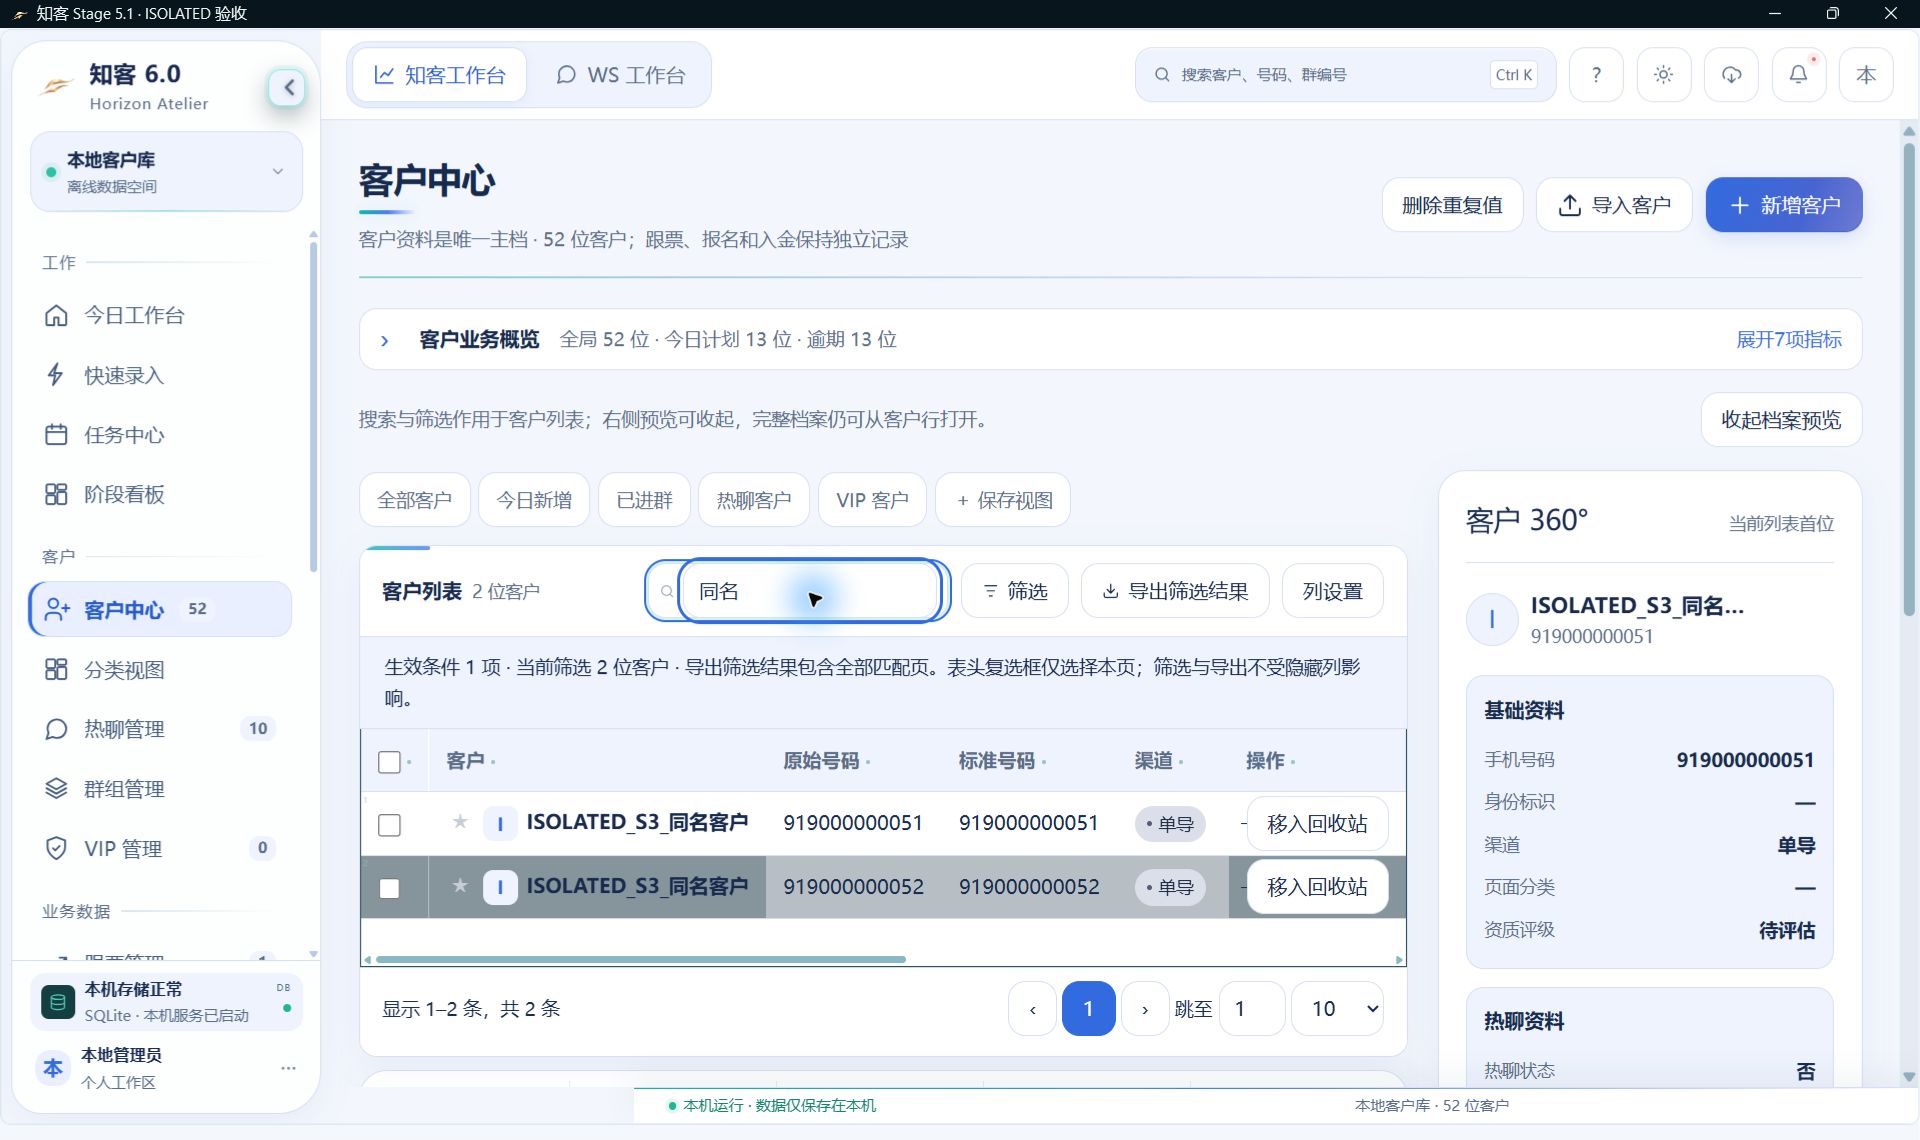 知客 Stage 5.1 · ISOLATED 验收
知客 6.0
Horizon Atelier
本地客户库
离线数据空间
工作
今日工作台
快速录入
任务中心
阶段看板
客户
客户中心 52
分类视图
热聊管理 10
群组管理
VIP 管理 0
业务数据
本机存储正常 DB
SQLite · 本机服务已启动
本 本地管理员
个人工作区
知客工作台 WS 工作台
搜索客户、号码、群编号 Ctrl K ? 本
客户中心
客户资料是唯一主档 · 52 位客户；跟票、报名和入金保持独立记录
删除重复值 导入客户 + 新增客户
› 客户业务概览 全局 52 位 · 今日计划 13 位 · 逾期 13 位 展开7项指标
搜索与筛选作用于客户列表；右侧预览可收起，完整档案仍可从客户行打开。 收起档案预览
全部客户 今日新增 已进群 热聊客户 VIP 客户 + 保存视图
客户列表 2 位客户 同名 筛选 导出筛选结果 列设置
生效条件 1 项 · 当前筛选 2 位客户 · 导出筛选结果包含全部匹配页。表头复选框仅选择本页；筛选与导出不受隐藏列影
响。
客户 原始号码 标准号码 渠道 操作
1
★ I ISOLATED_S3_同名客户 919000000051 919000000051 • 单导 移入回收站
2
★ I ISOLATED_S3_同名客户 919000000052 919000000052 • 单导 移入回收站
显示 1–2 条，共 2 条 ‹ 1 › 跳至 1 10
客户 360° 当前列表首位
I ISOLATED_S3_同名...
919000000051
基础资料
手机号码 919000000051
身份标识 —
渠道 单导
页面分类 —
资质评级 待评估
热聊资料
热聊状态 否
本机运行 · 数据仅保存在本机 本地客户库 · 52 位客户